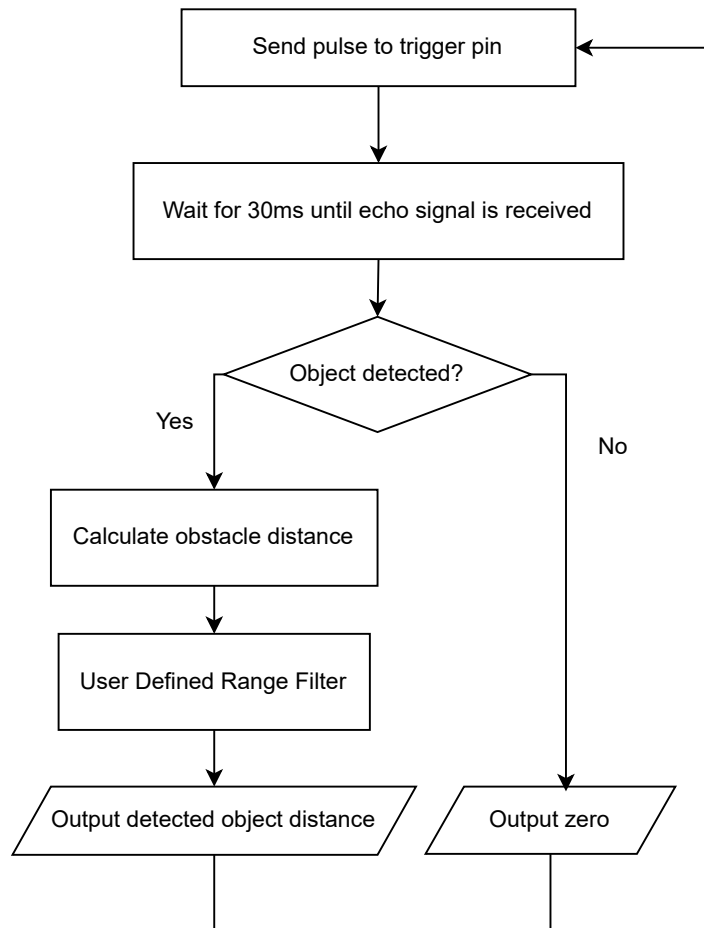 Send pulse to trigger pin
Wait for 30ms until echo signal is received
Object detected?
Yes
No
Calculate obstacle distance
User Defined Range Filter
Output detected object distance
Output zero